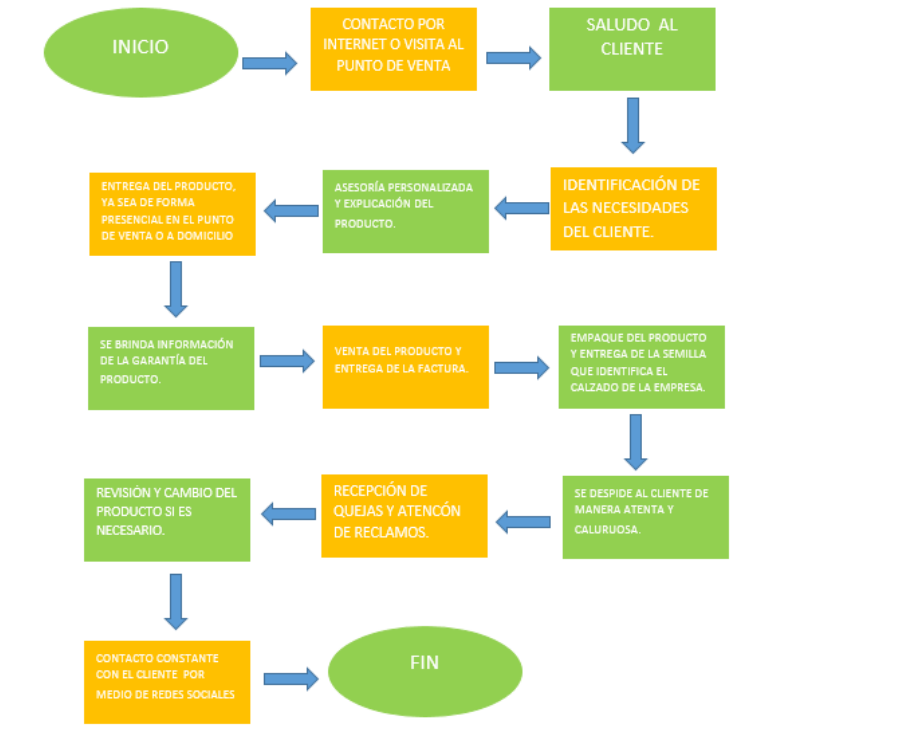 INICIO
CONTACTO POR
INTERNET O VISITA AL
PUNTO DE VENTA
SALUDO AL
CLIENTE
IDENTIFICACIÓN DE
LAS NECESIDADES
DEL CLIENTE.
ASESORÍA PERSONALIZADA
Y EXPLICACIÓN DEL
PRODUCTO.
ENTREGA DEL PRODUCTO,
YA SEA DE FORMA
PRESENCIAL EN EL PUNTO
DE VENTA O A DOMICILIO
SE BRINDA INFORMACIÓN
DE LA GARANTÍA DEL
PRODUCTO.
VENTA DEL PRODUCTO Y
ENTREGA DE LA FACTURA.
EMPAQUE DEL PRODUCTO
Y ENTREGA DE LA SEMILLA
QUE IDENTIFICA EL
CALZADO DE LA EMPRESA.
SE DESPIDE AL CLIENTE DE
MANERA ATENTA Y
CALURUOSA.
RECEPCIÓN DE
QUEJAS Y ATENCÓN
DE RECLAMOS.
REVISIÒN Y CAMBIO DEL
PRODUCTO SI ES
NECESARIO.
CONTACTO CONSTANTE
CON EL CLIENTE POR
MEDIO DE REDES SOCIALES
FIN